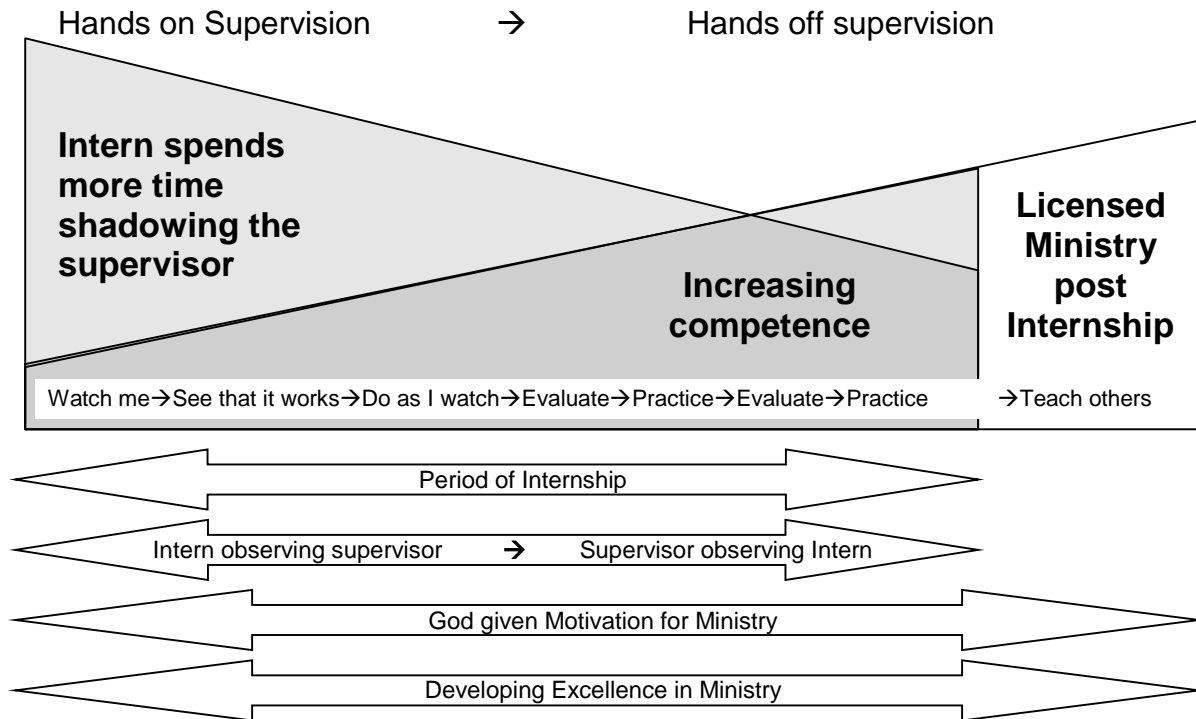 Hands on Supervision → Hands off supervision
Intern spends
more time
shadowing the
supervisor
Increasing
competence
Licensed
Ministry
post
Internship
Watch me→See that it works→Do as I watch→Evaluate→Practice→Evaluate→Practice →Teach others
Period of Internship
Intern observing supervisor → Supervisor observing Intern
God given Motivation for Ministry
Developing Excellence in Ministry